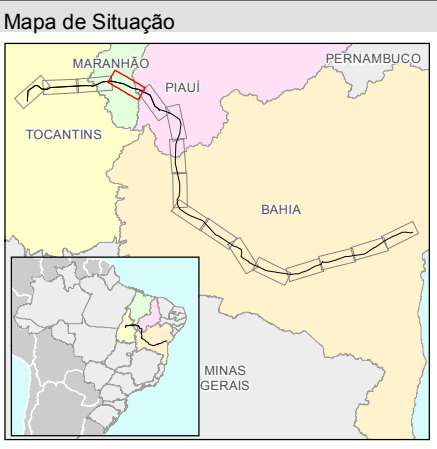 Mapa de Situação
PERNAMBUCO
MARANHÃO
PIAUÍ
TOCANTINS
BAHIA
MINAS
GERAIS